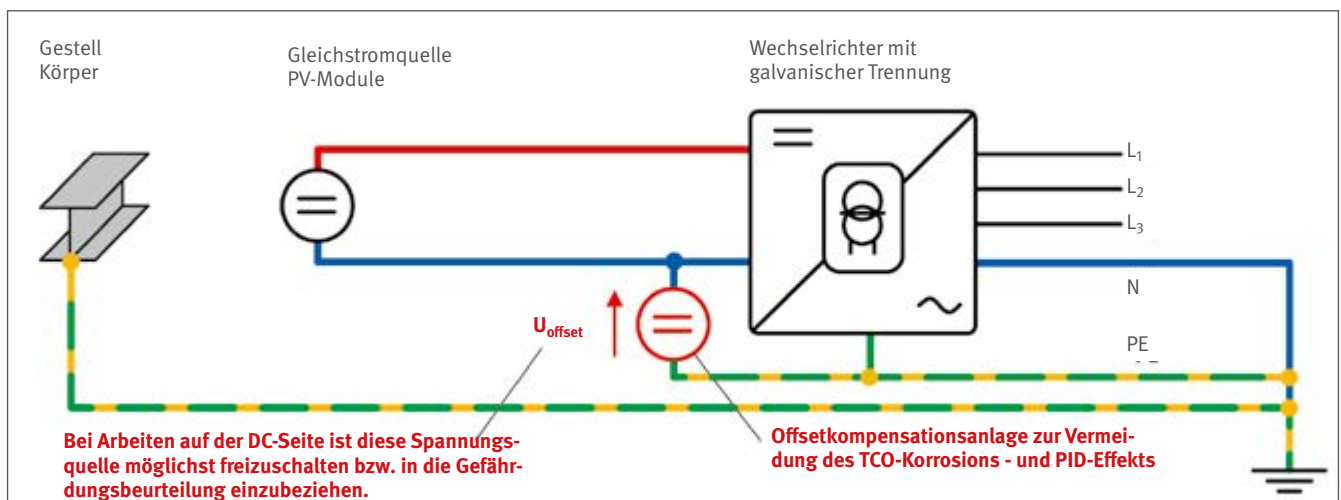 Gestell
Körper
Gleichstromquelle
PV-Module
Wechselrichter mit
galvanischer Trennung
L1
L2
L3
N
PE
Uoffset
Bei Arbeiten auf der DC-Seite ist diese Spannungs-
quelle möglichst freizuschalten bzw. in die Gefähr-
dungsbeurteilung einzubeziehen.
Offsetkompensationsanlage zur Vermei-
dung des TCO-Korrosions - und PID-Effekts